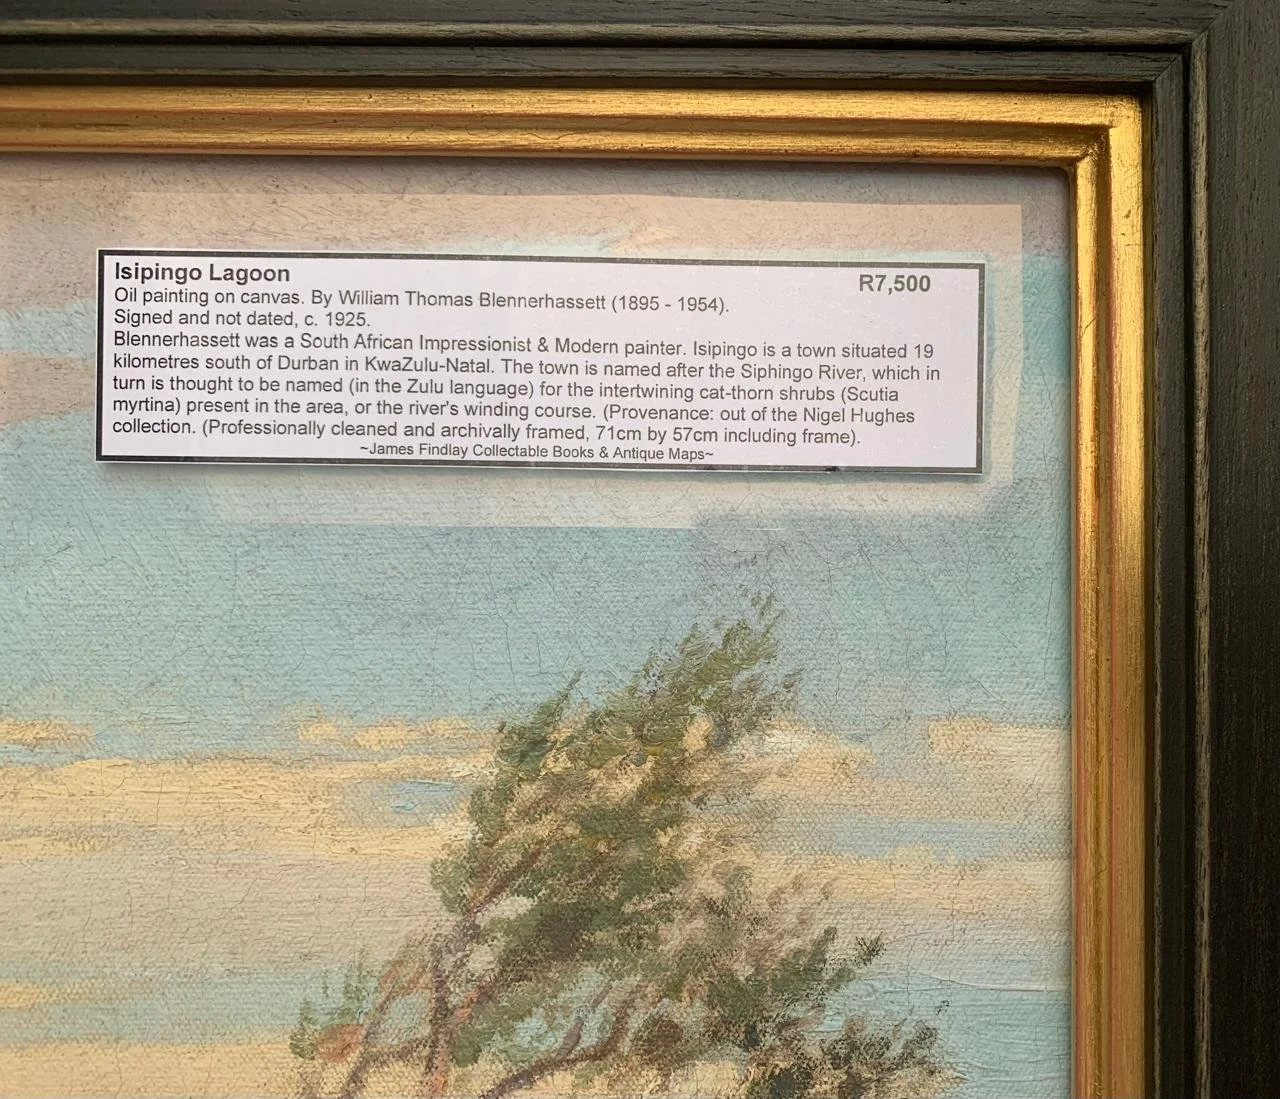 Isipingo Lagoon R7,500
Oil painting on canvas. By William Thomas Blennerhassett (1895 - 1954).
Signed and not dated, c. 1925.
Blennerhassett was a South African Impressionist & Modern painter. Isipingo is a town situated 19
kilometres south of Durban in KwaZulu-Natal. The town is named after the Siphingo River, which in
turn is thought to be named (in the Zulu language) for the intertwining cat-thorn shrubs (Scutia
myrtina) present in the area, or the river's winding course. (Provenance: out of the Nigel Hughes
collection. (Professionally cleaned and archivally framed, 71cm by 57cm including frame).
~James Findlay Collectable Books & Antique Maps~